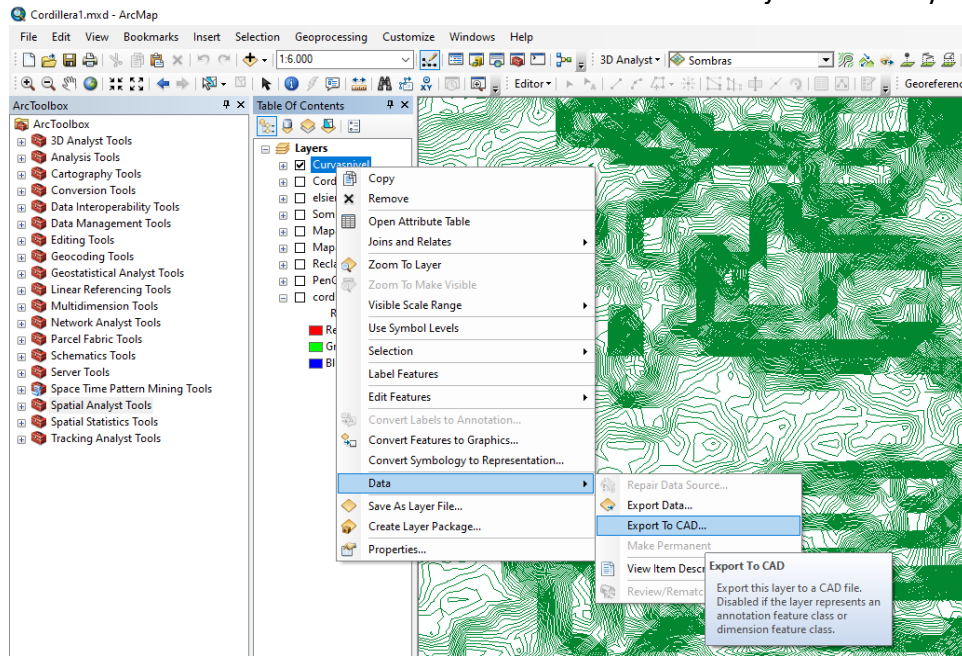 Cordillera1.mxd - ArcMap
File Edit View Bookmarks Insert Selection Geoprocessing Customize Windows Help
1:6.000
3D Analyst
Sombras
Editor
ArcToolbox
ArcToolbox
3D Analyst Tools
Analysis Tools
Cartography Tools
Conversion Tools
Data Interoperability Tools
Data Management Tools
Editing Tools
Geocoding Tools
Geostatistical Analyst Tools
Linear Referencing Tools
Multidimension Tools
Network Analyst Tools
Parcel Fabric Tools
Schematics Tools
Server Tools
Space Time Pattern Mining Tools
Spatial Analyst Tools
Spatial Statistics Tools
Tracking Analyst Tools
Table Of Contents
Layers
Curvasnivel
Cord
elsier
Som
Map
Map
Recla
cord
Copy
Remove
Open Attribute Table
Joins and Relates
Zoom To Layer
Zoom To Make Visible
Visible Scale Range
Use Symbol Levels
Selection
Label Features
Edit Features
Convert Labels to Annotation...
Convert Features to Graphics...
Convert Symbology to Representation...
Data
Save As Layer File...
Create Layer Package...
Properties...
Repair Data Source...
Export Data...
Export To CAD...
Make Permanent
View Item Descr
Review/Rematc
Export To CAD
Export this layer to a CAD file.
Disabled if the layer represents an
annotation feature class or
dimension feature class.